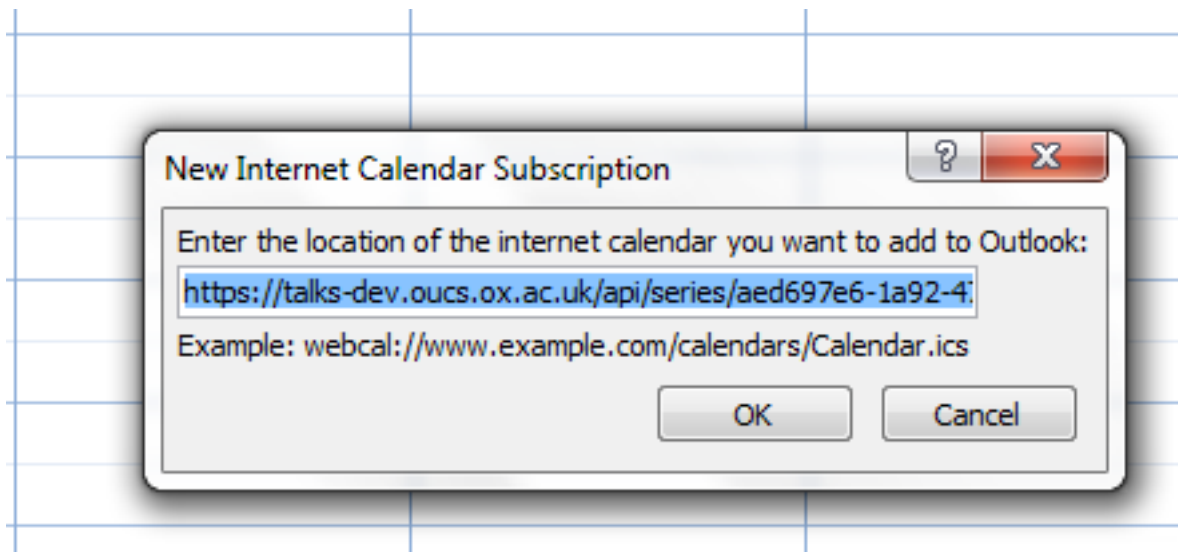 New Internet Calendar Subscription
Enter the location of the internet calendar you want to add to Outlook:
https://talks-dev.oucs.ox.ac.uk/api/series/aed697e6-1a92-47
Example: webcal://www.example.com/calendars/Calendar.ics
OK Cancel